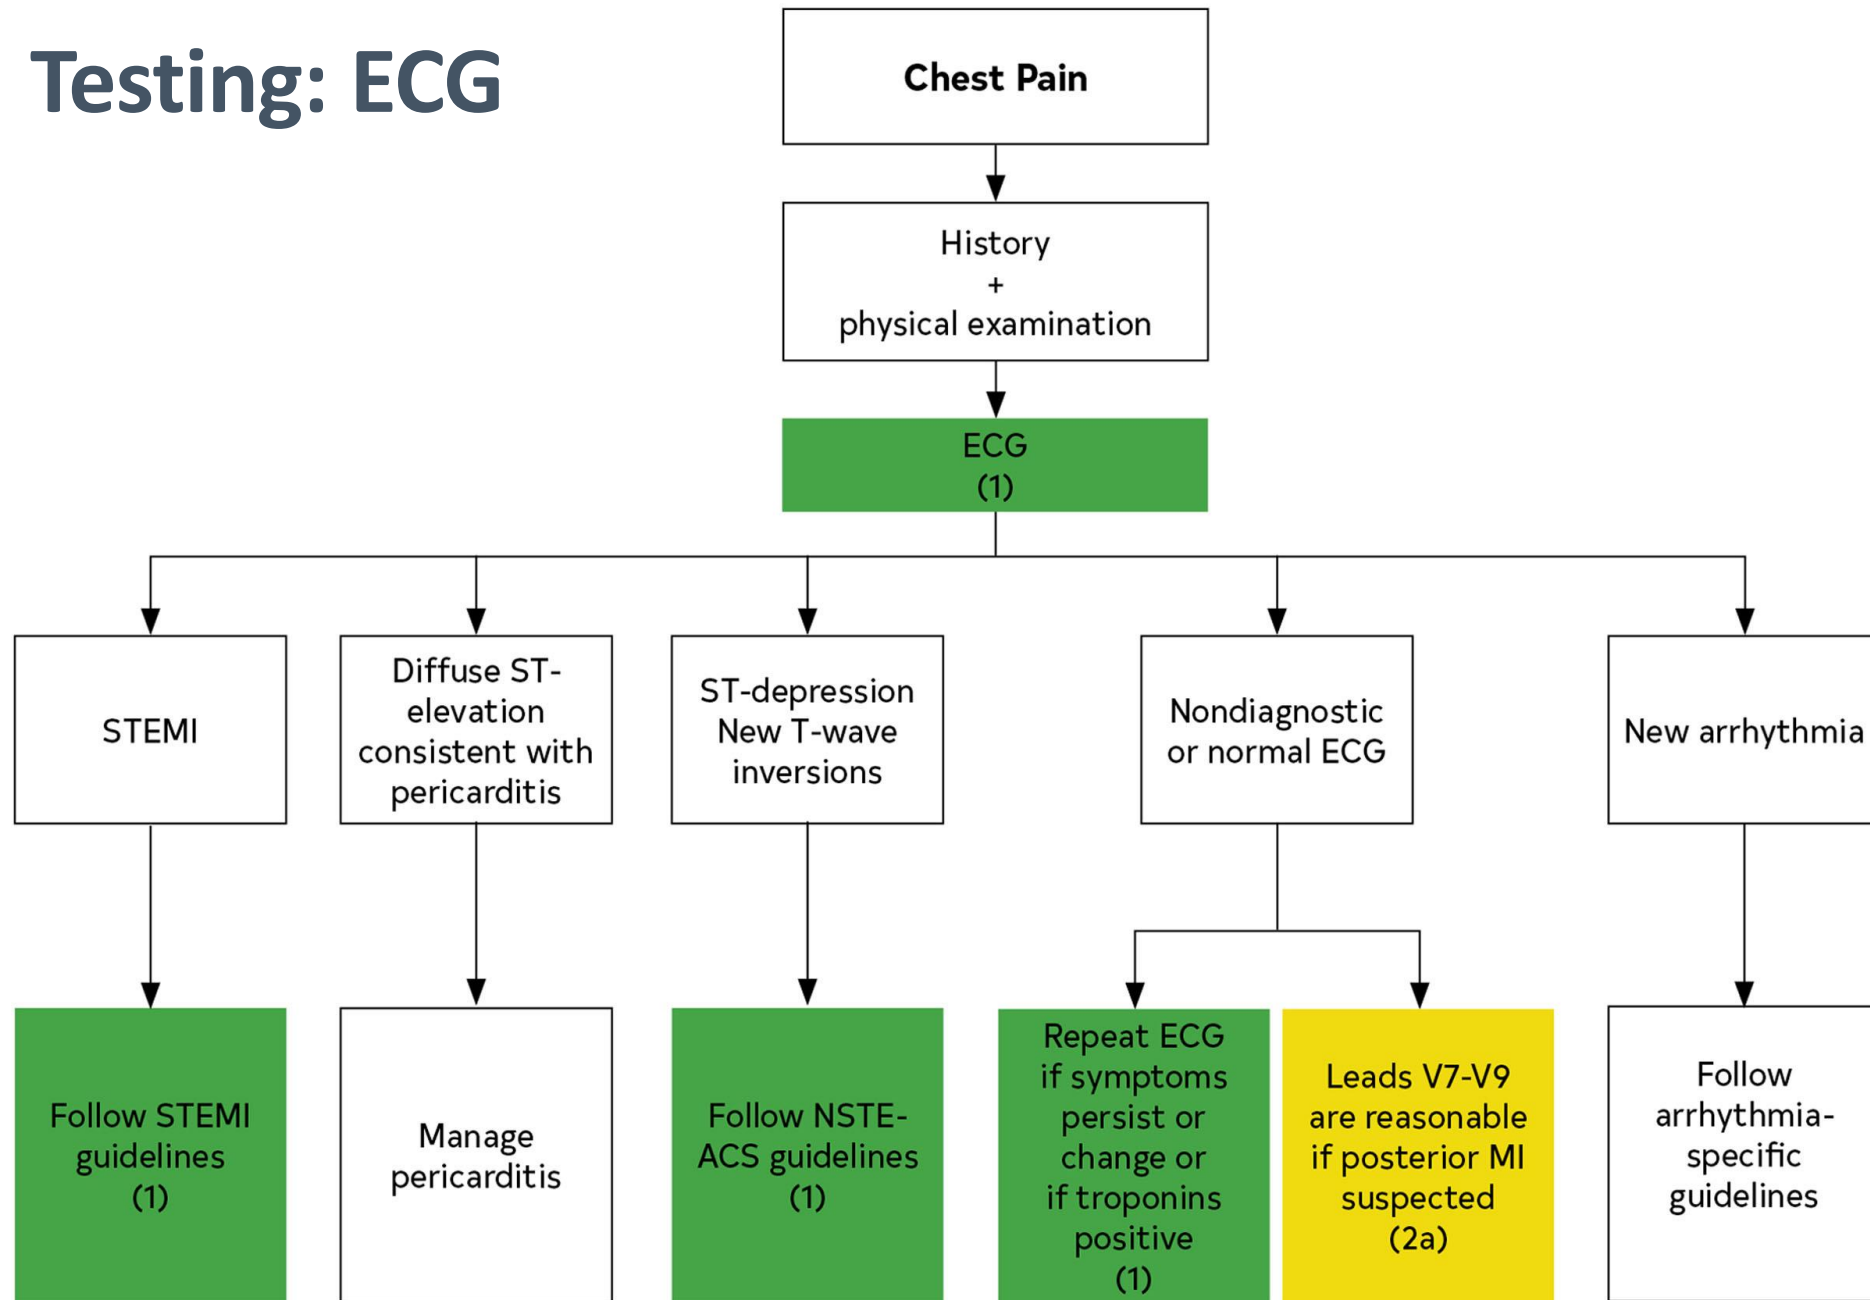 Testing: ECG
Chest Pain
History
+
physical examination
ECG
(1)
STEMI
Diffuse ST-
elevation
consistent with
pericarditis
ST-depression
New T-wave
inversions
Nondiagnostic
or normal ECG
New arrhythmia
Follow STEMI
guidelines
(1)
Manage
pericarditis
Follow NSTE-
ACS guidelines
(1)
Repeat ECG
if symptoms
persist or
change or
if troponins
positive
(1)
Leads V7-V9
are reasonable
if posterior MI
suspected
(2a)
Follow
arrhythmia-
specific
guidelines